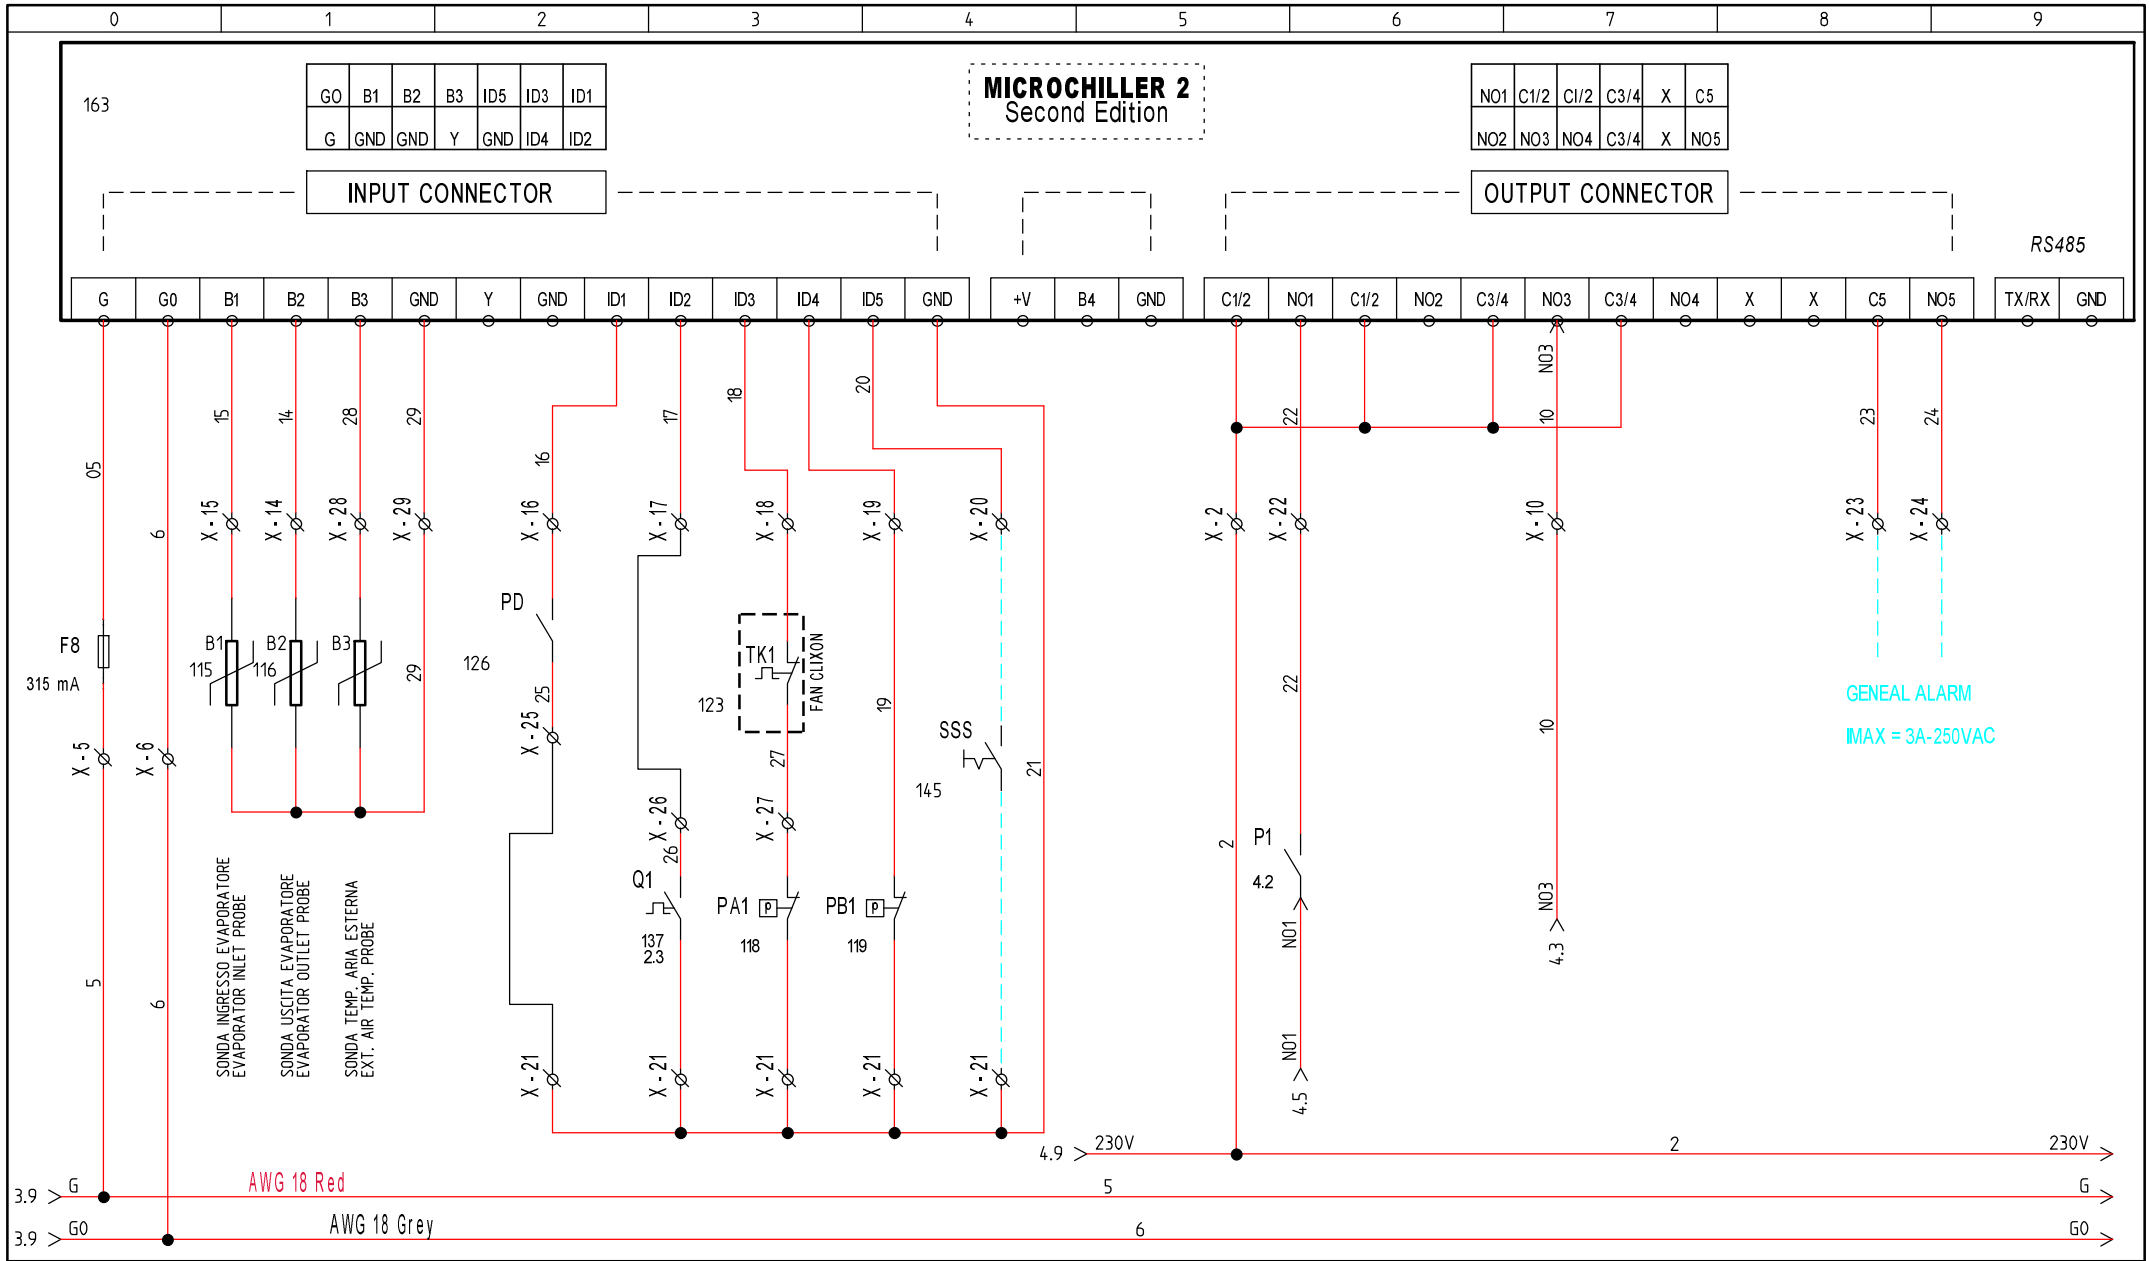 0 1 2 3 4 5 6 7 8 9
163
G0 B1 B2 B3 ID5 ID3 ID1
G GND GND Y GND ID4 ID2
MICROCHILLER 2
Second Edition
NO1 C1/2 CI/2 C3/4 X C5
NO2 NO3 NO4 C3/4 X NO5
INPUT CONNECTOR
OUTPUT CONNECTOR
RS485
G G0 B1 B2 B3 GND Y GND ID1 ID2 ID3 ID4 ID5 GND +V B4 GND C1/2 NO1 C1/2 NO2 C3/4 NO3 C3/4 NO4 X X C5 NO5 TX/RX GND
NO3
15 14 28 29 17 18 20 22 10 23 24
05 16
6
X - 15 X - 14 X - 28 X - 29 X - 16 X - 17 X - 18 X - 19 X - 20 X - 2 X - 22 X - 10 X - 23 X - 24
PD
126
F8
315 mA
B1
115
B2
116
B3
29
25
TK1
FAN CLIXON
123
19
22
10
GENEAL ALARM
IMAX = 3A-250VAC
X - 5 X - 6 X - 25
27
SSS
145
21
X - 26 X - 27
26
2
P1
4.2
Q1
137
2.3
PA1 P
118
PB1 P
119
NO1
NO3
4.3
5 6
SONDA INGRESSO EVAPORATORE
EVAPORATOR INLET PROBE
SONDA USCITA EVAPORATORE
EVAPORATOR OUTLET PROBE
SONDA TEMP. ARIA ESTERNA
EXT. AIR TEMP. PROBE
X - 21 X - 21 X - 21 X - 21 X - 21
NO1
4.5
4.9 230V 2 230V
3.9 G AWG 18 Red 5 G
3.9 G0 AWG 18 Grey 6 G0